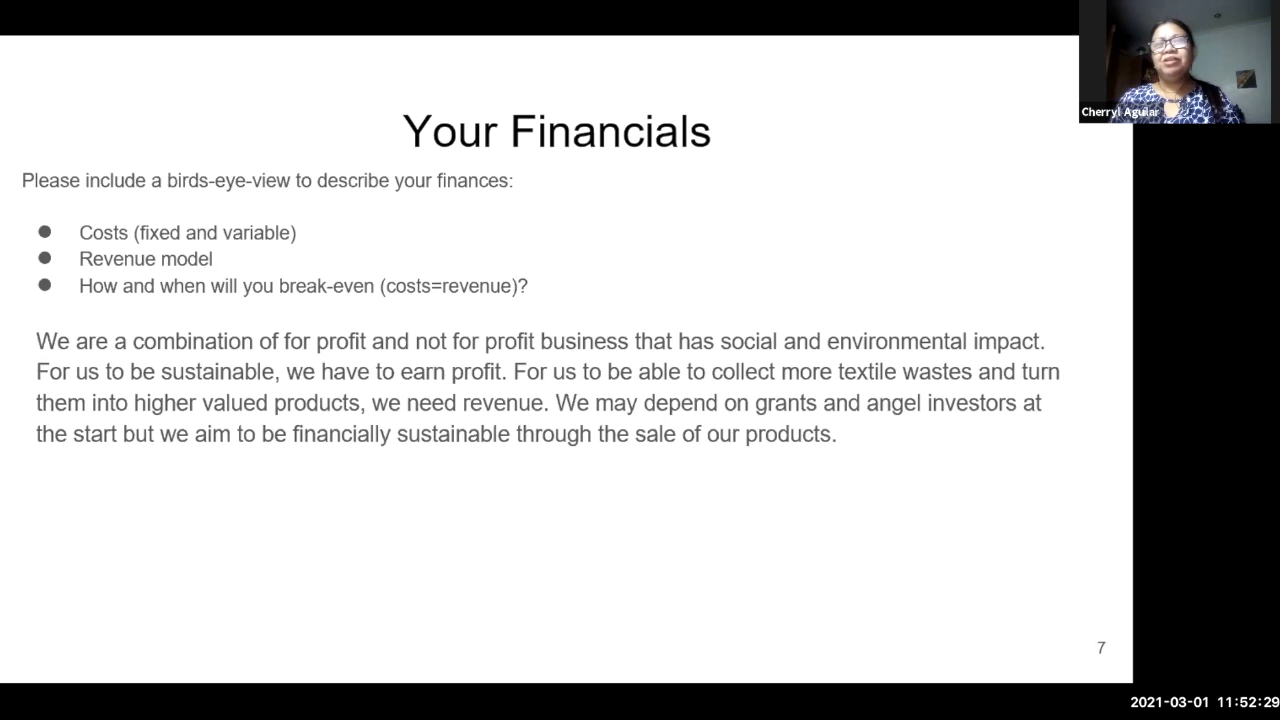 Cherryl Aguilar
Your Financials
Please include a birds-eye-view to describe your finances:
● Costs (fixed and variable)
● Revenue model
● How and when will you break-even (costs=revenue)?
We are a combination of for profit and not for profit business that has social and environmental impact.
For us to be sustainable, we have to earn profit. For us to be able to collect more textile wastes and turn
them into higher valued products, we need revenue. We may depend on grants and angel investors at
the start but we aim to be financially sustainable through the sale of our products.
7
2021-03-01 11:52:29